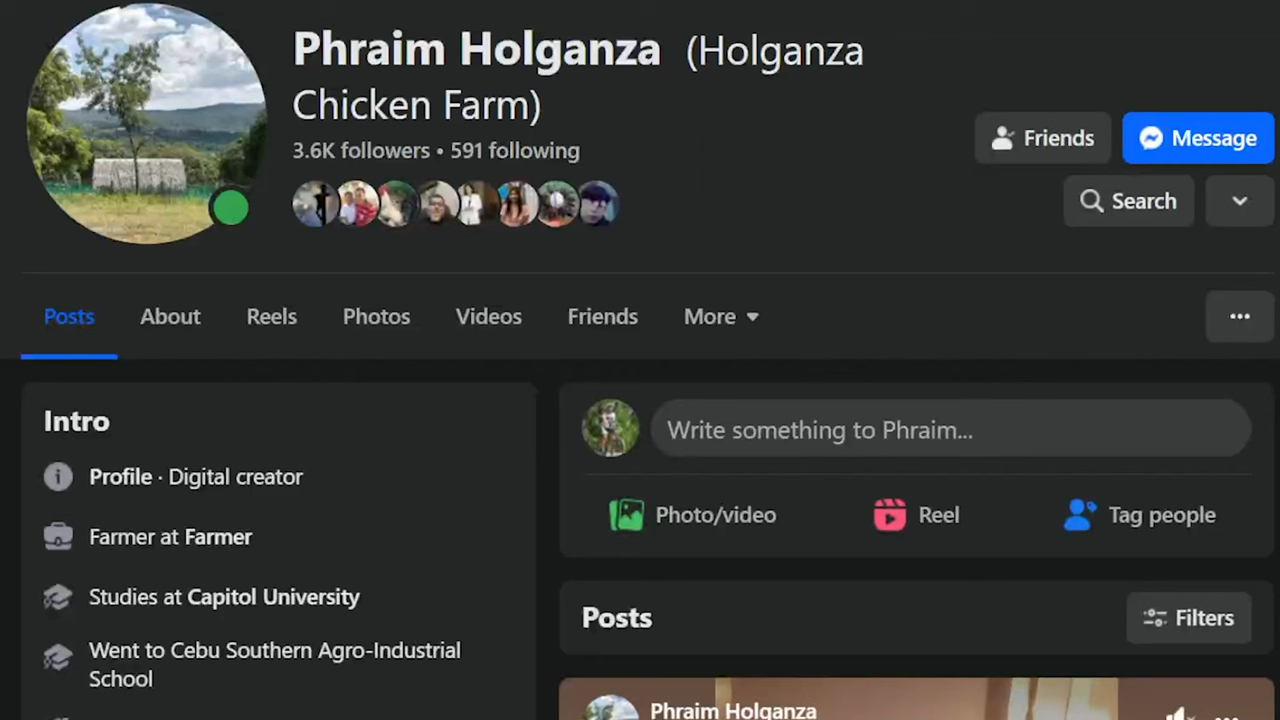 Phraim Holganza (Holganza
Chicken Farm)
3.6K followers • 591 following
Friends
Message
Search
Posts About Reels Photos Videos Friends More
Intro
Profile · Digital creator
Farmer at Farmer
Studies at Capitol University
Went to Cebu Southern Agro-Industrial
School
Write something to Phraim...
Photo/video Reel Tag people
Posts
Filters
Phraim Holganza